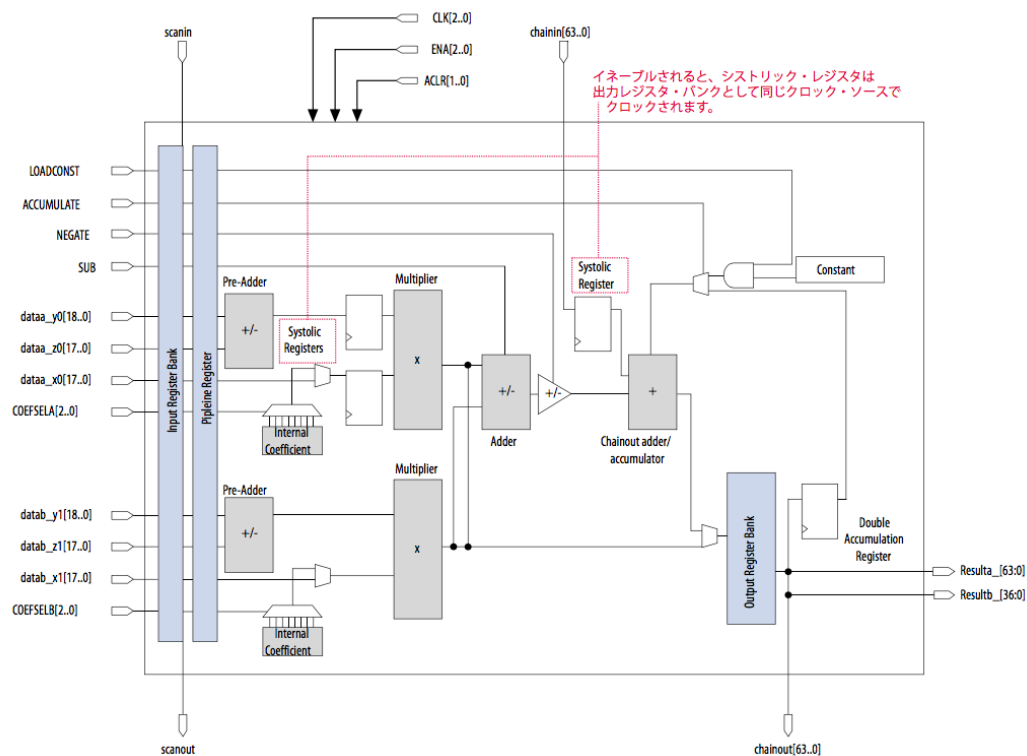 scanin
CLK[2..0]
ENA[2..0]
ACLR[1..0]
chainin[63..0]
イネーブルされると、シストリック・レジスタは
出力レジスタ・バンクとして同じクロック・ソースで
クロックされます。
LOADCONST
ACCUMULATE
NEGATE
SUB
dataa_y0[18..0]
dataa_z0[17..0]
dataa_x0[17..0]
COEFSELA[2..0]
datab_y1[18..0]
datab_z1[17..0]
datab_x1[17..0]
COEFSELB[2..0]
Input Register Bank
Pipleine Register
Pre-Adder
+/-
Systolic
Registers
Internal
Coefficient
Multiplier
x
+/-
Adder
+/-
Systolic
Register
+
Chainout adder/
accumulator
Constant
Pre-Adder
+/-
Internal
Coefficient
Multiplier
x
Output Register Bank
Double
Accumulation
Register
Resulta_[63:0]
Resultb_[36:0]
scanout
chainout[63..0]